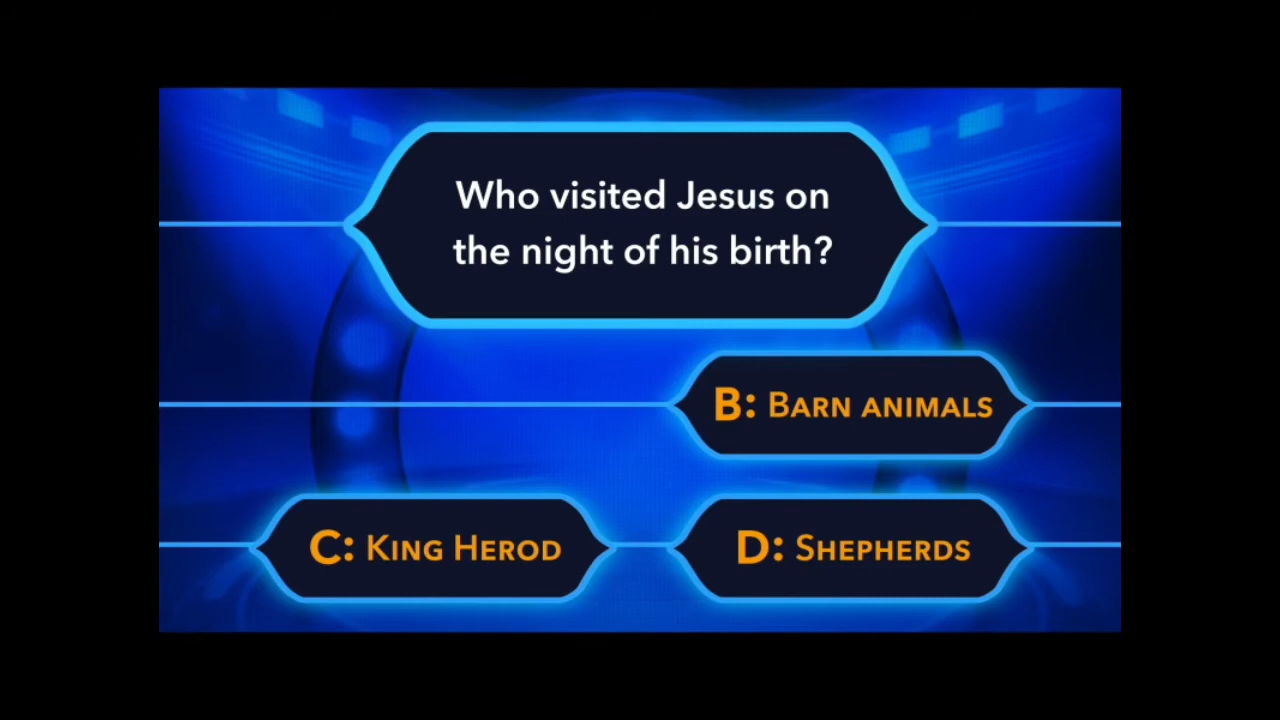 Who visited Jesus on
the night of his birth?
B: BARN ANIMALS
C: KING HEROD
D: SHEPHERDS